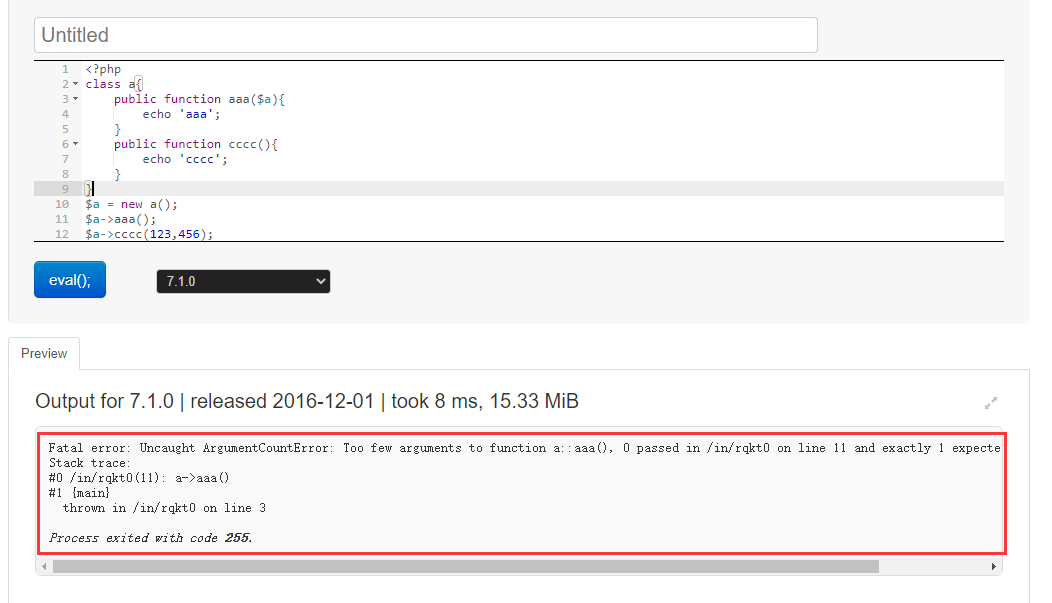 Untitled
1 <?php
2 class a{
3     public function aaa($a){
4         echo 'aaa';
5     }
6     public function cccc(){
7         echo 'cccc';
8     }
9 }
10 $a = new a();
11 $a->aaa();
12 $a->cccc(123,456);
eval(); 7.1.0
Preview
Output for 7.1.0 | released 2016-12-01 | took 8 ms, 15.33 MiB
Fatal error: Uncaught ArgumentCountError: Too few arguments to function a::aaa(), 0 passed in /in/rqkt0 on line 11 and exactly 1 expecte
Stack trace:
#0 /in/rqkt0(11): a->aaa()
#1 {main}
  thrown in /in/rqkt0 on line 3
Process exited with code 255.